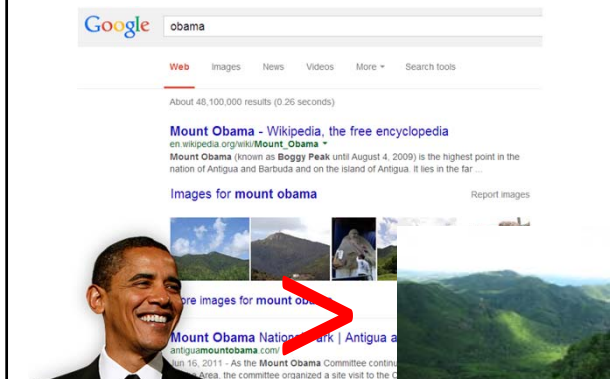 Google obama
Web Images News Videos More Search tools
About 48,100,000 results (0.26 seconds)
Mount Obama - Wikipedia, the free encyclopedia
en.wikipedia.org/wiki/Mount_Obama
Mount Obama (known as Boggy Peak until August 4, 2009) is the highest point in the
nation of Antigua and Barbuda and on the island of Antigua. It lies in the far ...
Images for mount obama Report images
images for mount
Mount Obama | Antigua
antiguamountobama.com/
Jun 16, 2011 - As the Mount Obama Committee
Area, the committee organized a site visit to the
>